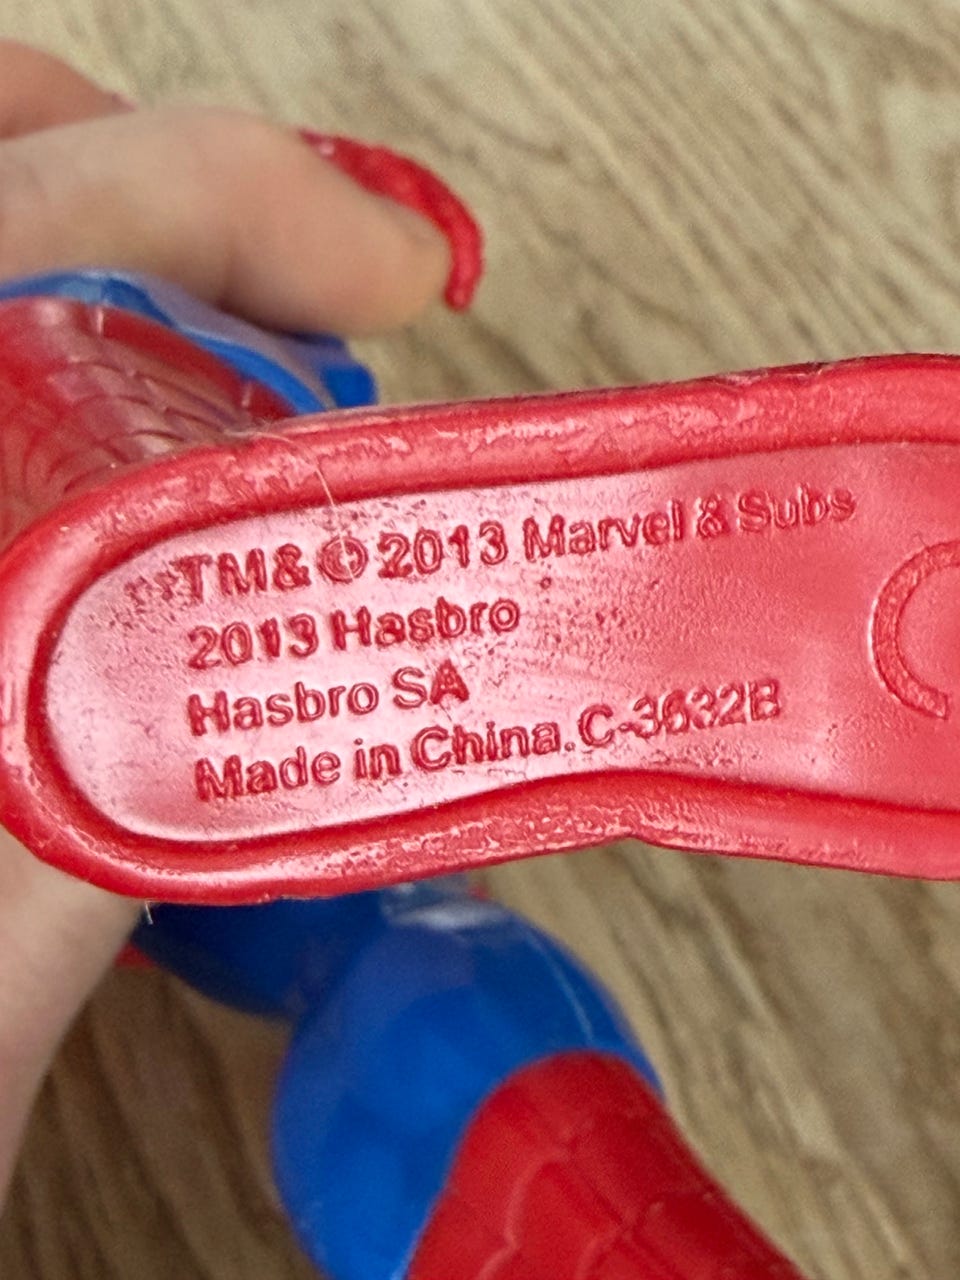 TM & © 2013 Marvel & Subs
2013 Hasbro
Hasbro SA
Made in China. C-3632B